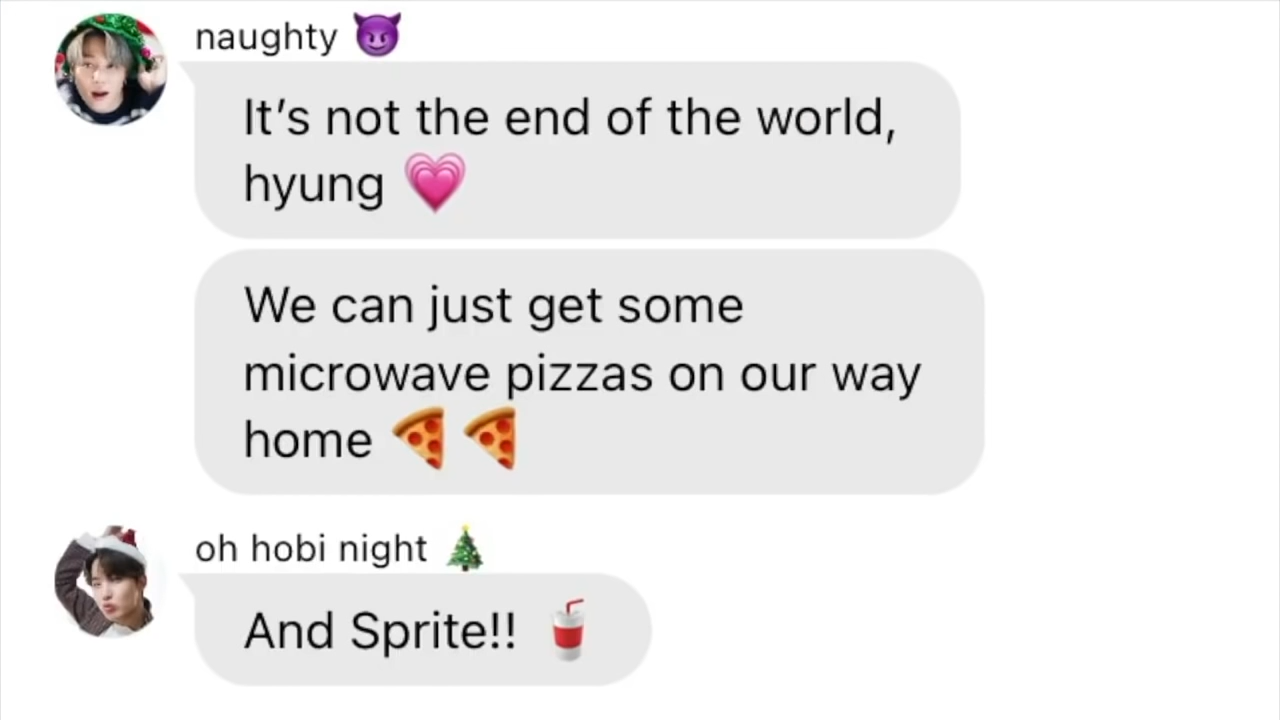 naughty 😈
It’s not the end of the world,
hyung 💗
We can just get some
microwave pizzas on our way
home 🍕 🍕
oh hobi night 🎄
And Sprite!! 🥤